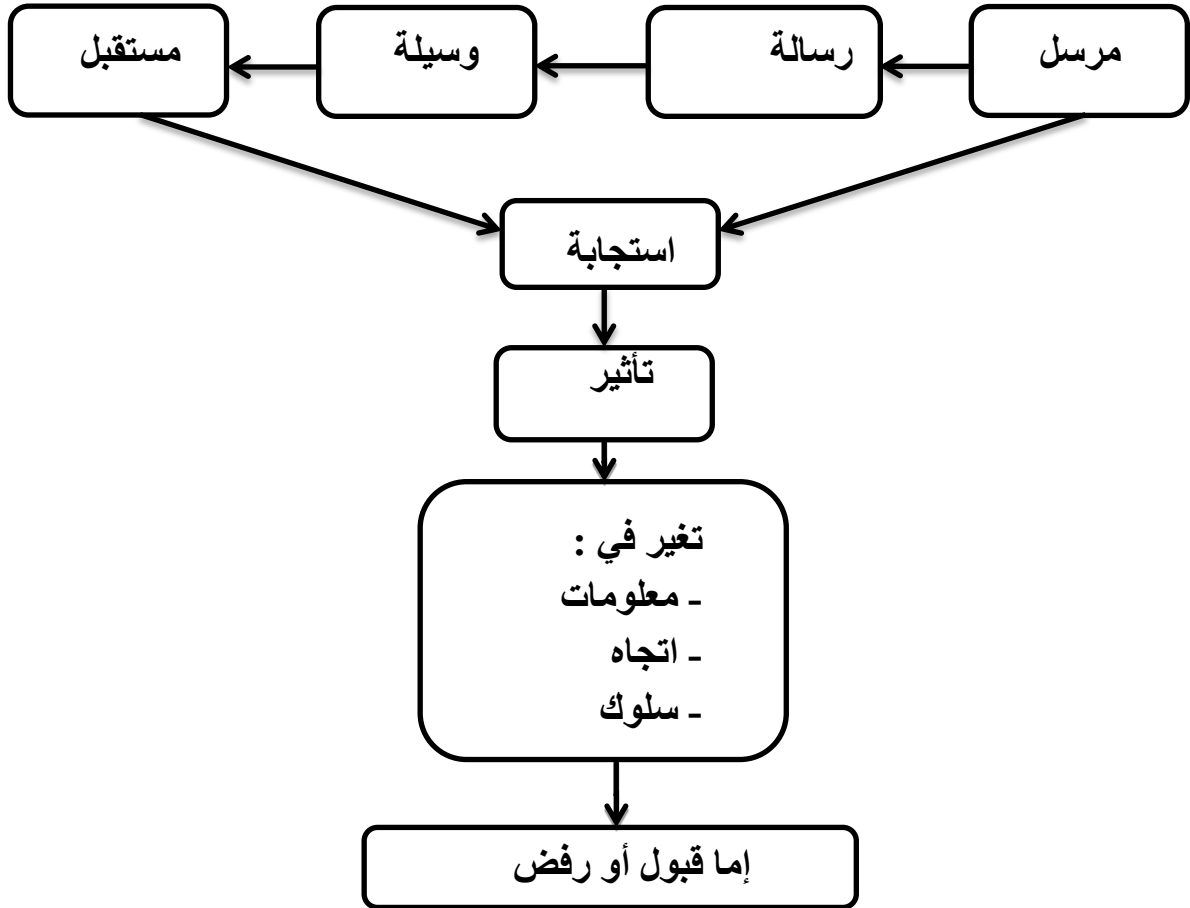 مرسل
رسالة
وسيلة
مستقبل
استجابة
تأثير
تغير في :
- معلومات
- اتجاه
- سلوك
إما قبول أو رفض